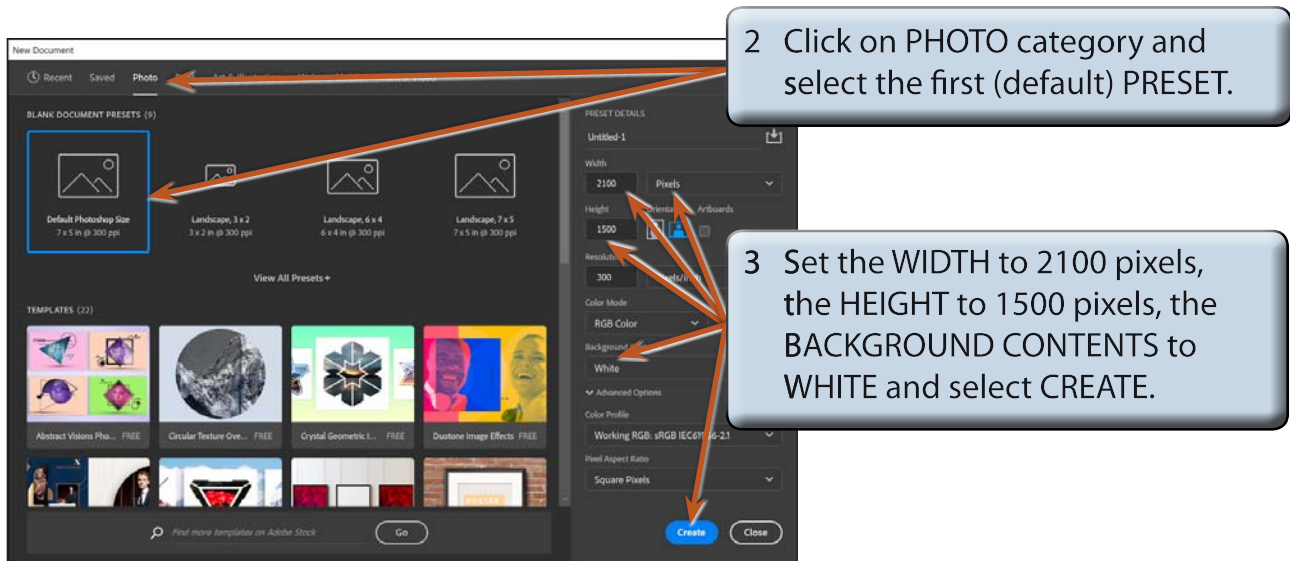 New Document
Recent Saved Photo
BLANK DOCUMENT PRESETS (9)
Default Photoshop Size
7 x 5 in @ 300 ppi
Landscape, 3 x 2
3 x 2 in @ 300 ppi
Landscape, 6 x 4
6 x 4 in @ 300 ppi
Landscape, 7 x 5
7 x 5 in @ 300 ppi
View All Presets +
TEMPLATES (22)
Abstract Visions Pho... FREE
Circular Texture Ove... FREE
Crystal Geometric I... FREE
Duotone Image Effects FREE
Find more templates on Adobe Stock
Go
PRESET DETAILS
Untitled-1
Width
2100 Pixels
Height Artboards
1500
300
Color Mode
RGB Color
Background
White
Advanced Options
Color Profile
Working RGB: sRGB
Pixel Aspect Ratio
Square Pixels
Create Close
2 Click on PHOTO category and
select the first (default) PRESET.
3 Set the WIDTH to 2100 pixels,
the HEIGHT to 1500 pixels, the
BACKGROUND CONTENTS to
WHITE and select CREATE.